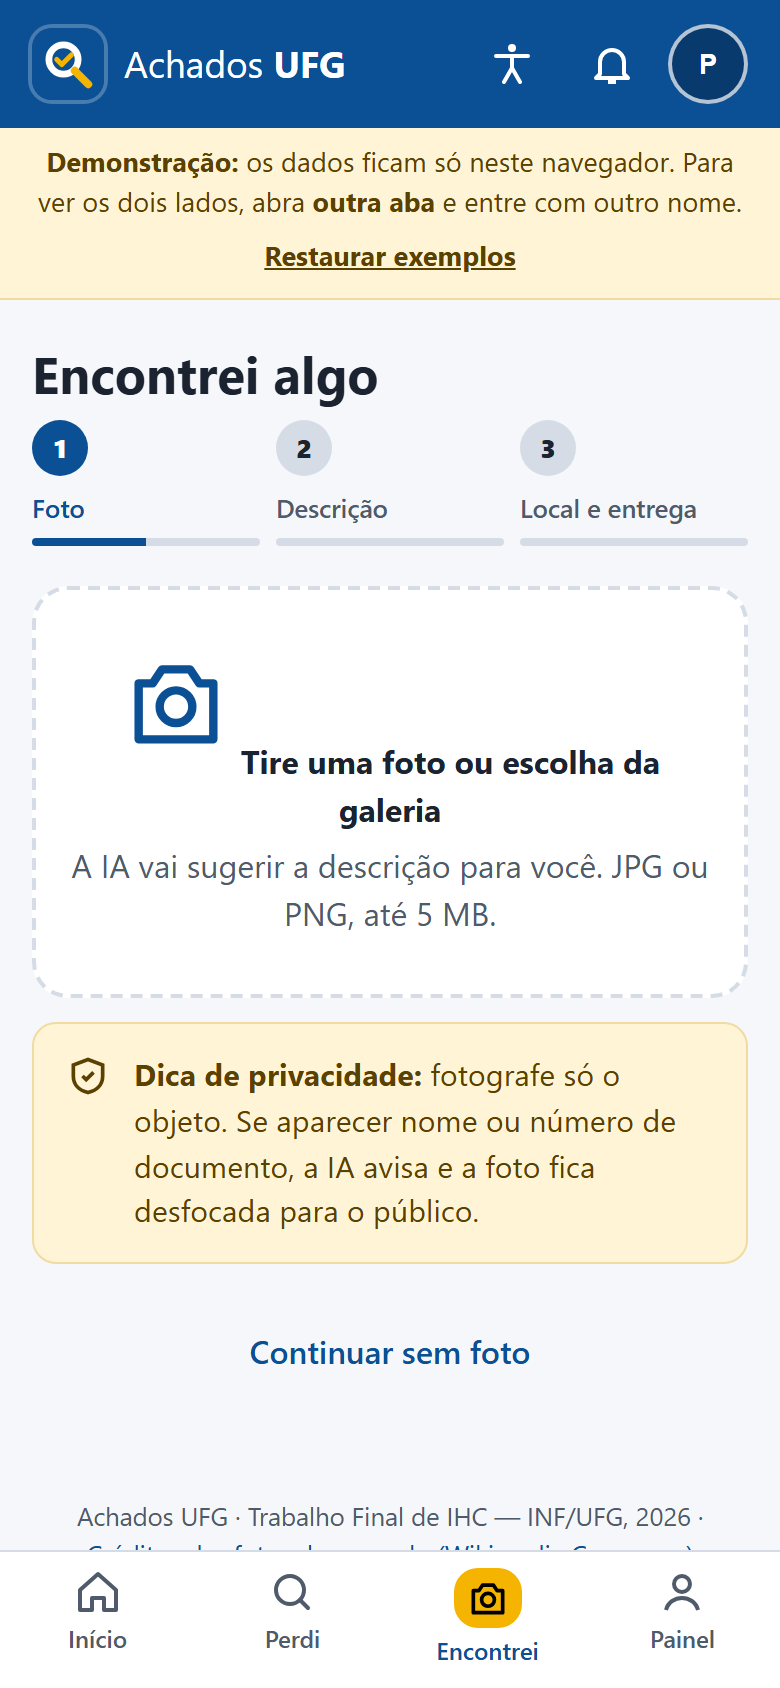 Achados UFG
P
Demonstração: os dados ficam só neste navegador. Para
ver os dois lados, abra outra aba e entre com outro nome.
Restaurar exemplos
Encontrei algo
1
2
3
Foto
Descrição
Local e entrega
Tire uma foto ou escolha da
galeria
A IA vai sugerir a descrição para você. JPG ou
PNG, até 5 MB.
Dica de privacidade: fotografe só o
objeto. Se aparecer nome ou número de
documento, a IA avisa e a foto fica
desfocada para o público.
Continuar sem foto
Achados UFG · Trabalho Final de IHC — INF/UFG, 2026 ·
Início
Perdi
Encontrei
Painel